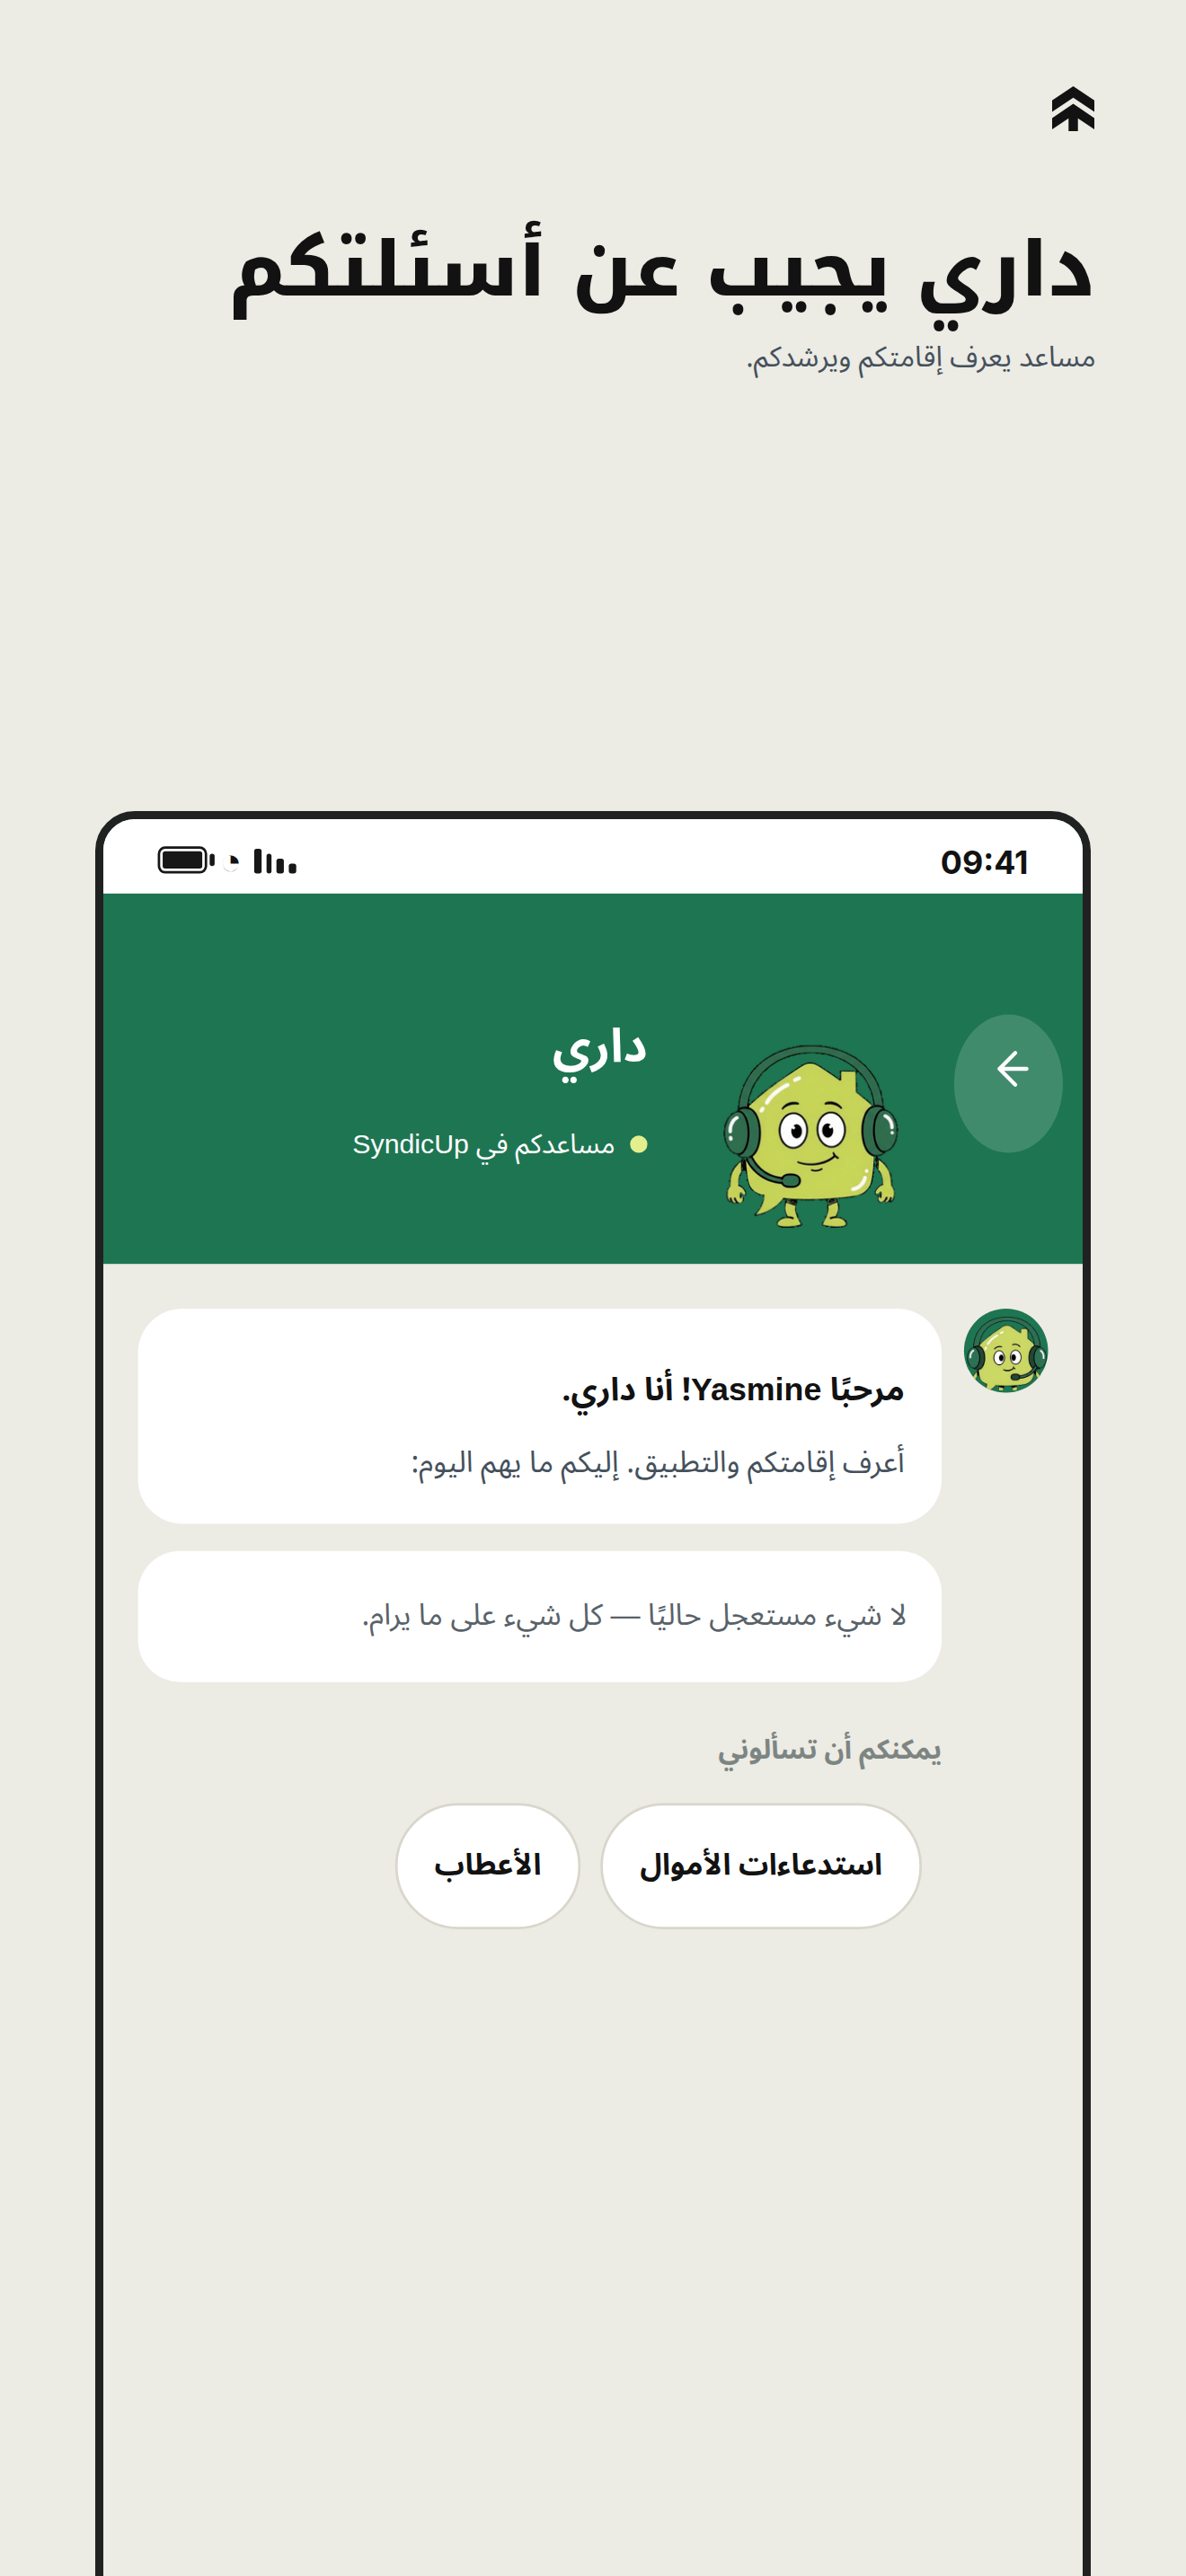 داري يجيب عن أسئلتكم
مساعد يعرف إقامتكم ويرشدكم.
09:41
داري
مساعدكم في SyndicUp
مرحبًا Yasmine! أنا داري.
أعرف إقامتكم والتطبيق. إليكم ما يهم اليوم:
لا شيء مستعجل حاليًا — كل شيء على ما يرام.
يمكنكم أن تسألوني
استدعاءات الأموال
الأعطاب